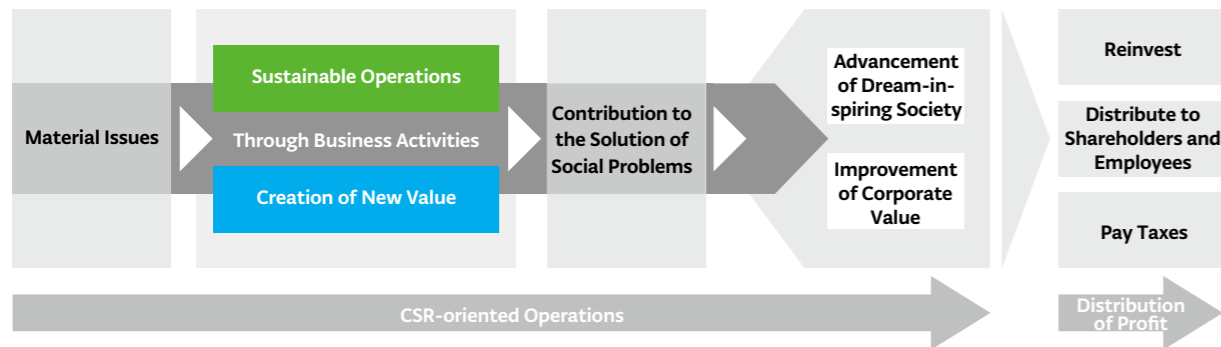 Material Issues
Sustainable Operations
Through Business Activities
Creation of New Value
Contribution to
the Solution of
Social Problems
Advancement
of Dream-in-
spiring Society
Improvement
of Corporate
Value
Reinvest
Distribute to
Shareholders and
Employees
Pay Taxes
CSR-oriented Operations
Distribution
of Profit